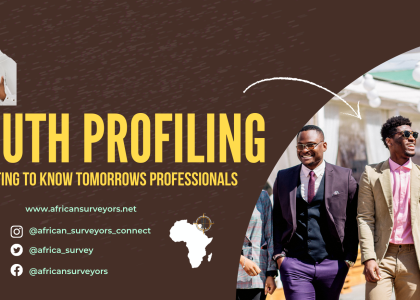 UTH PROFILING
TING TO KNOW TOMORROWS PROFESSIONALS
www.africansurveyors.net
@african_surveyors_connect
@africa_survey
@africansurveyors